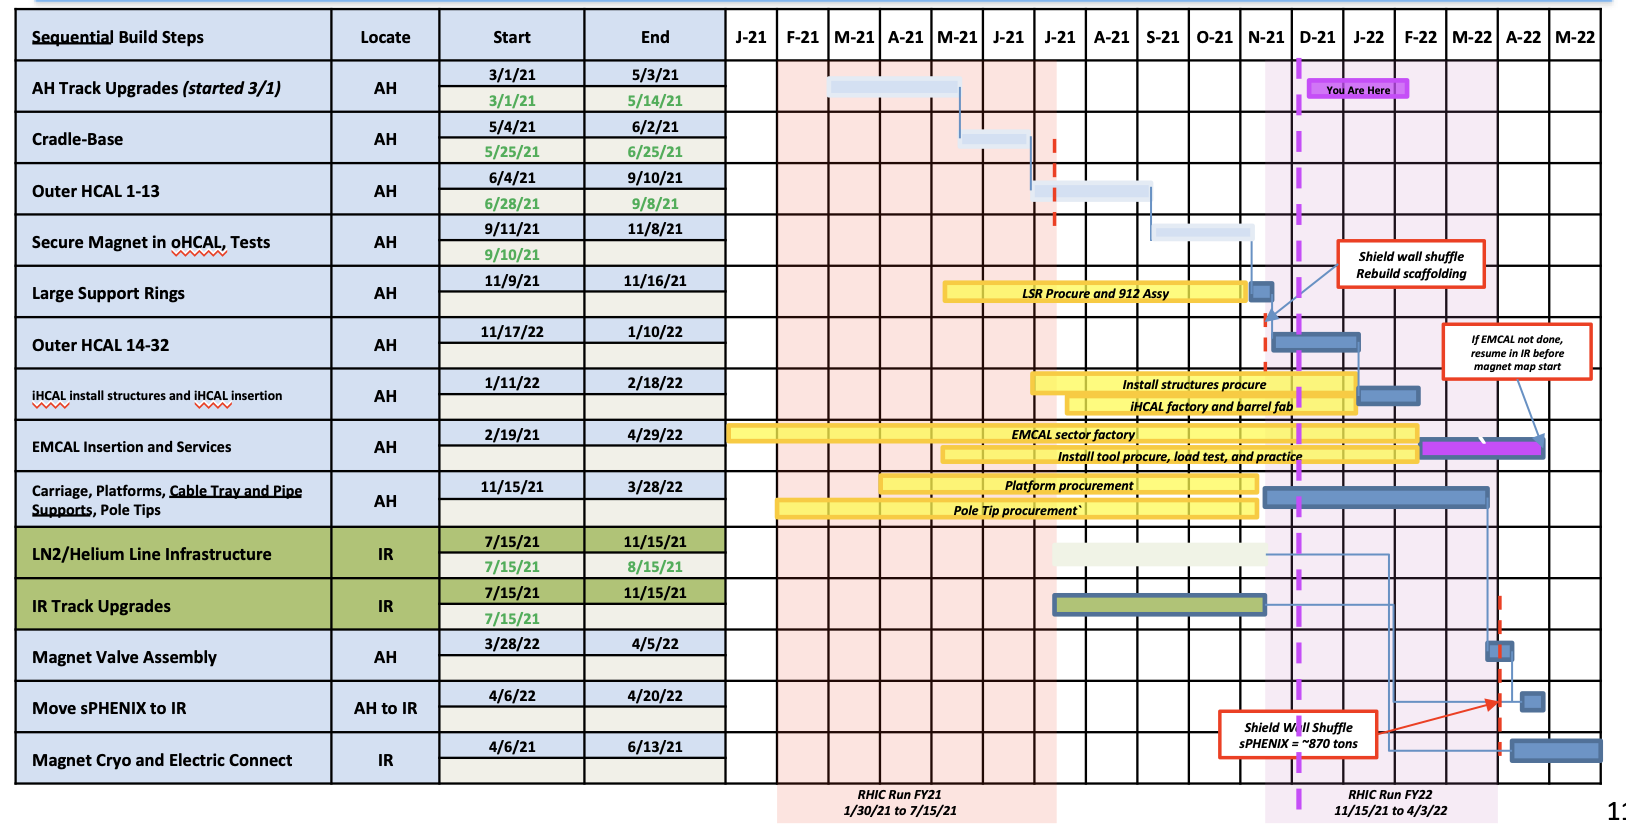 Sequential Build Steps Locate Start End J-21 F-21 M-21 A-21 M-21 J-21 J-21 A-21 S-21 O-21 N-21 D-21 J-22 F-22 M-22 A-22 M-22
AH Track Upgrades (started 3/1) AH 3/1/21 5/3/21
3/1/21 5/14/21
You Are Here
Cradle-Base AH 5/4/21 6/2/21
5/25/21 6/25/21
Outer HCAL 1-13 AH 6/4/21 9/10/21
6/28/21 9/8/21
Secure Magnet in oHCAL, Tests AH 9/11/21 11/8/21
9/10/21
Shield wall shuffle
Rebuild scaffolding
Large Support Rings AH 11/9/21 11/16/21
LSR Procure and 912 Assy
Outer HCAL 14-32 AH 11/17/22 1/10/22
If EMCAL not done,
resume in IR before
magnet map start
iHCAL install structures and iHCAL insertion AH 1/11/22 2/18/22
Install structures procure
iHCAL factory and barrel fab
EMCAL Insertion and Services AH 2/19/21 4/29/22
EMCAL sector factory
Install tool procure, load test, and practice
Carriage, Platforms, Cable Tray and Pipe
Supports, Pole Tips
AH 11/15/21 3/28/22
Platform procurement
Pole Tip procurement`
LN2/Helium Line Infrastructure IR 7/15/21 11/15/21
7/15/21 8/15/21
IR Track Upgrades IR 7/15/21 11/15/21
7/15/21
Magnet Valve Assembly AH 3/28/22 4/5/22
Move sPHENIX to IR AH to IR 4/6/22 4/20/22
Shield Wall Shuffle
sPHENIX = ~870 tons
Magnet Cryo and Electric Connect IR 4/6/21 6/13/21
RHIC Run FY21
1/30/21 to 7/15/21
RHIC Run FY22
11/15/21 to 4/3/22